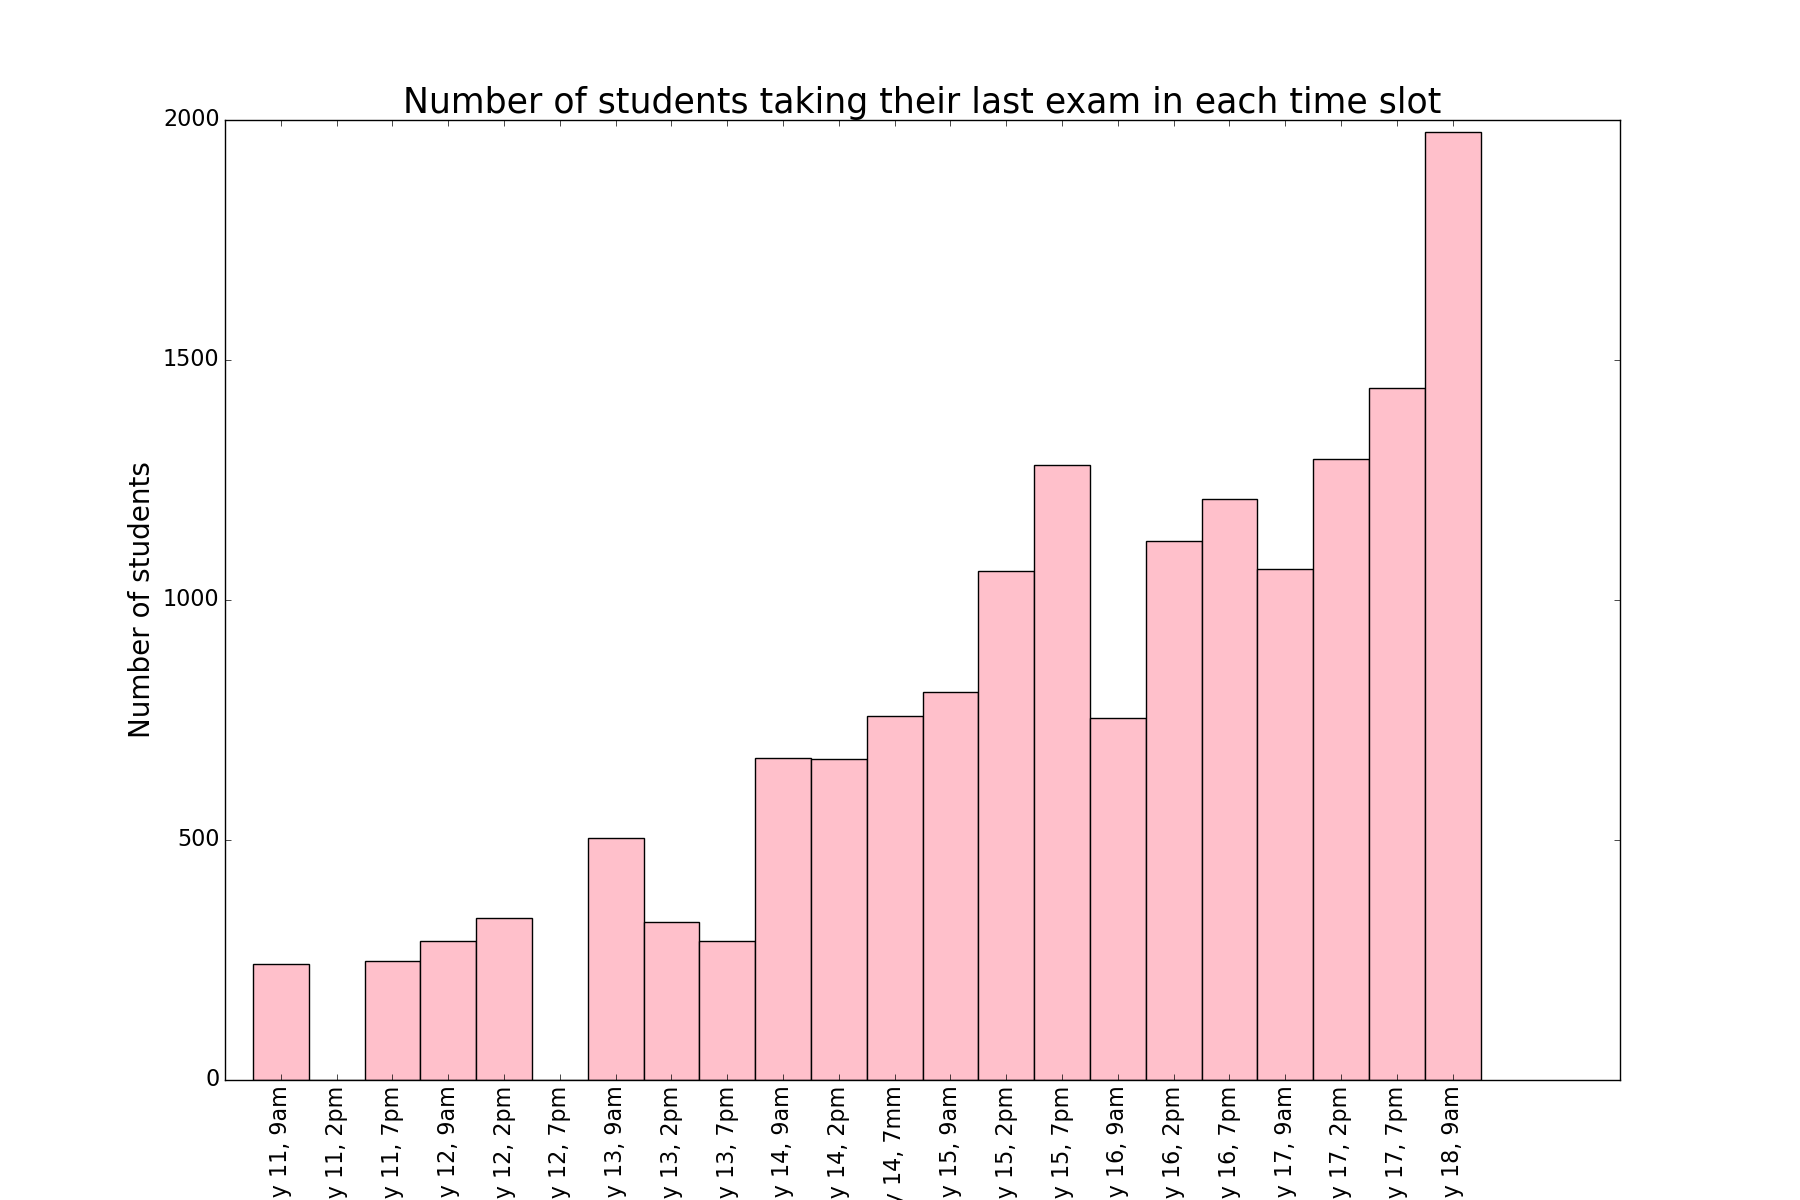 Number of students taking their last exam in each time slot
2000
1500
1000
500
0
Number of students
y 11, 9am
y 11, 2pm
y 11, 7pm
y 12, 9am
y 12, 2pm
y 12, 7pm
y 13, 9am
y 13, 2pm
y 13, 7pm
y 14, 9am
y 14, 2pm
y 14, 7mm
y 15, 9am
y 15, 2pm
y 15, 7pm
y 16, 9am
y 16, 2pm
y 16, 7pm
y 17, 9am
y 17, 2pm
y 17, 7pm
y 18, 9am